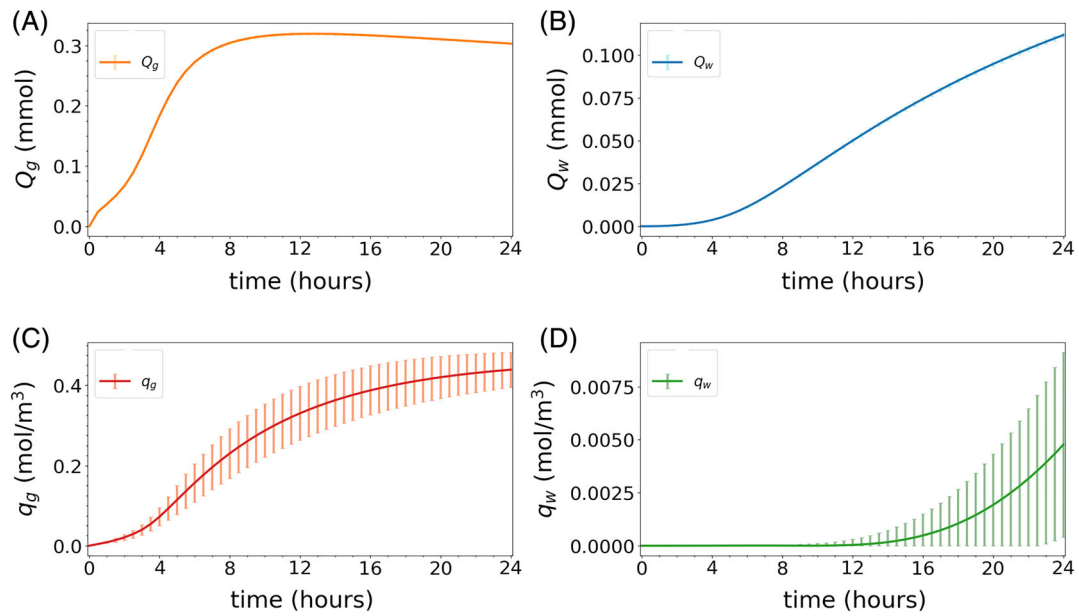 (A)
Q_g (mmol)
0.3
0.2
0.1
0.0
Q_g
0 4 8 12 16 20 24
time (hours)
(B)
Q_w (mmol)
0.100
0.075
0.050
0.025
0.000
Q_w
0 4 8 12 16 20 24
time (hours)
(C)
q_g (mol/m³)
0.4
0.2
0.0
q_g
0 4 8 12 16 20 24
time (hours)
(D)
q_w (mol/m³)
0.0075
0.0050
0.0025
0.0000
q_w
0 4 8 12 16 20 24
time (hours)